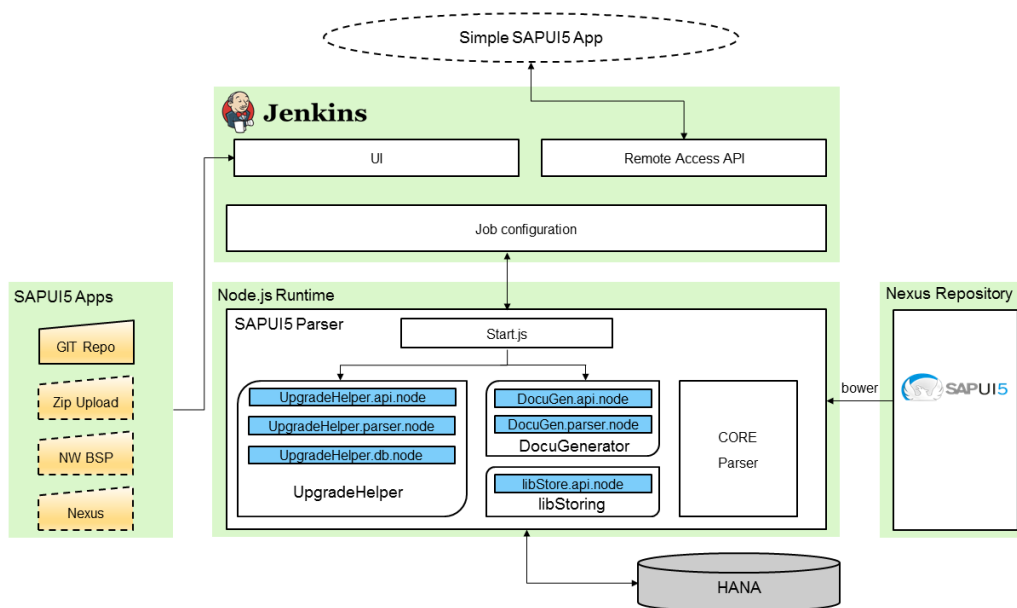 Simple SAPUI5 App
Jenkins
UI
Remote Access API
Job configuration
SAPUI5 Apps
GIT Repo
Zip Upload
NW BSP
Nexus
Node.js Runtime
SAPUI5 Parser
Start.js
UpgradeHelper.api.node
UpgradeHelper.parser.node
UpgradeHelper.db.node
UpgradeHelper
DocuGen.api.node
DocuGen.parser.node
DocuGenerator
libStore.api.node
libStoring
CORE
Parser
bower
Nexus Repository
SAPUI5
HANA